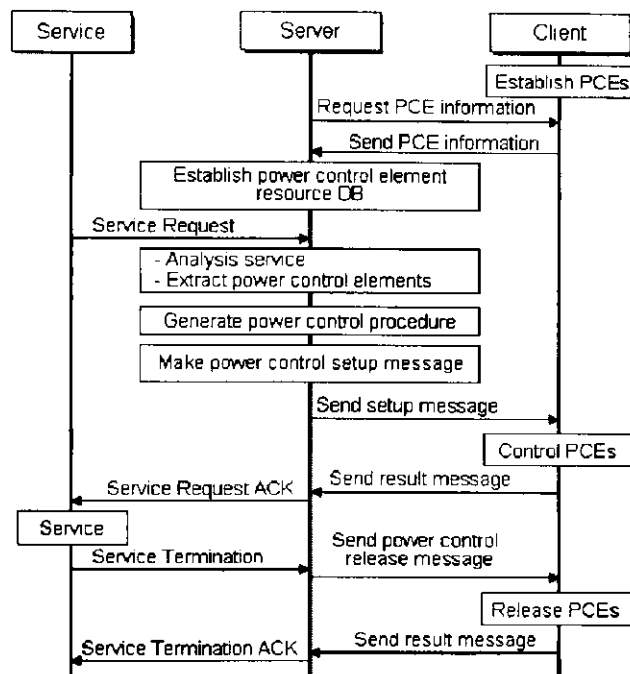 Service
Server
Client
Establish PCEs
Request PCE information
Send PCE information
Establish power control element
resource DB
Service Request
- Analysis service
- Extract power control elements
Generate power control procedure
Make power control setup message
Send setup message
Control PCEs
Send result message
Service Request ACK
Service
Service Termination
Send power control
release message
Release PCEs
Send result message
Service Termination ACK